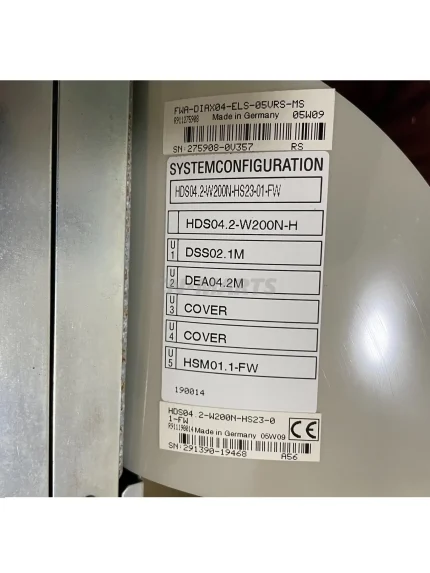 FWA-DIAX04-ELS-05VRS-MS
R911275908 Made in Germany 05W09
SN:275908-0V357 RS
SYSTEMCONFIGURATION
HDS04.2-W200N-HS23-01-FW
HDS04.2-W200N-H
U1 DSS02.1M
U2 DEA04.2M
U3 COVER
U4 COVER
U5 HSM01.1-FW
190014
HDS04.2-W200N-HS23-0
1-FW
R911190014 Made in Germany 05W09
CE
SN:291390-19468 A56